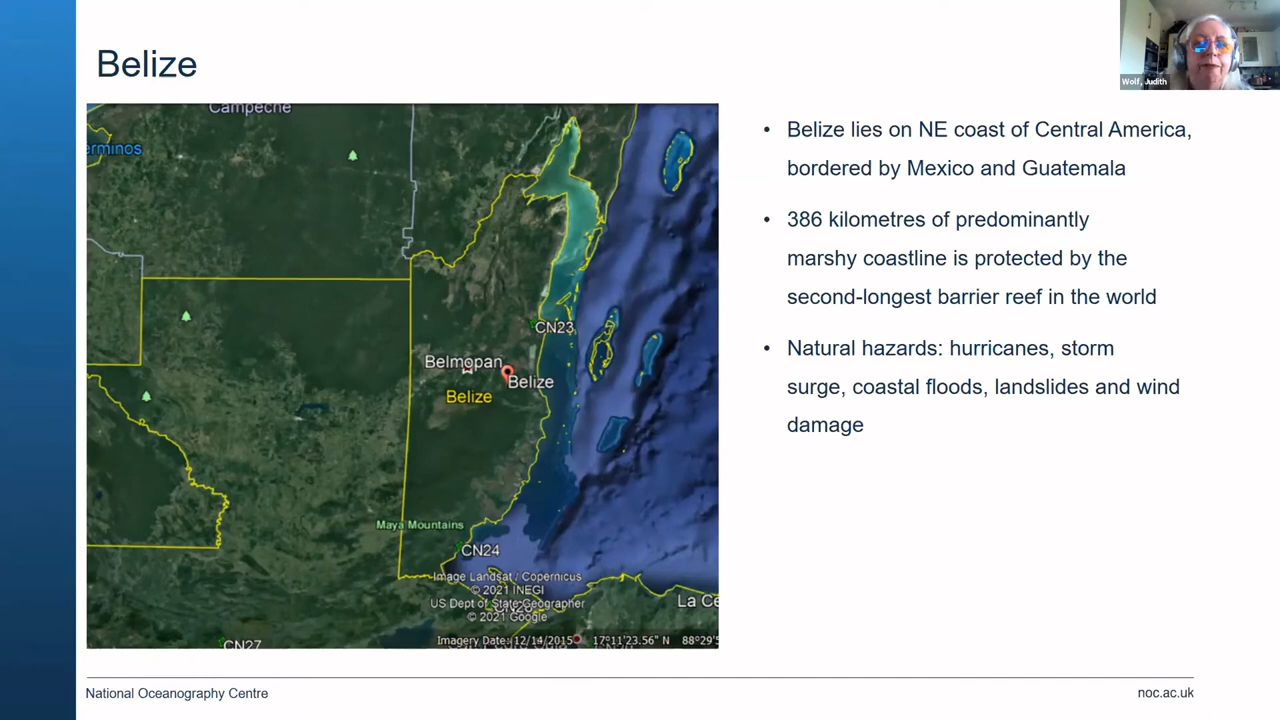 Belize
Wolf, Judith
Campeche
erminos
CN23
Belmopan
Belize
Belize
Maya Mountains
CN24
Image Landsat / Copernicus
© 2021 INEGI
US Dept of State Geographer
© 2021 Google
La Ce
CN27
Imagery Date: 12/14/2015 17°11'23.56" N 88°29'5
• Belize lies on NE coast of Central America,
bordered by Mexico and Guatemala
• 386 kilometres of predominantly
marshy coastline is protected by the
second-longest barrier reef in the world
• Natural hazards: hurricanes, storm
surge, coastal floods, landslides and wind
damage
National Oceanography Centre
noc.ac.uk